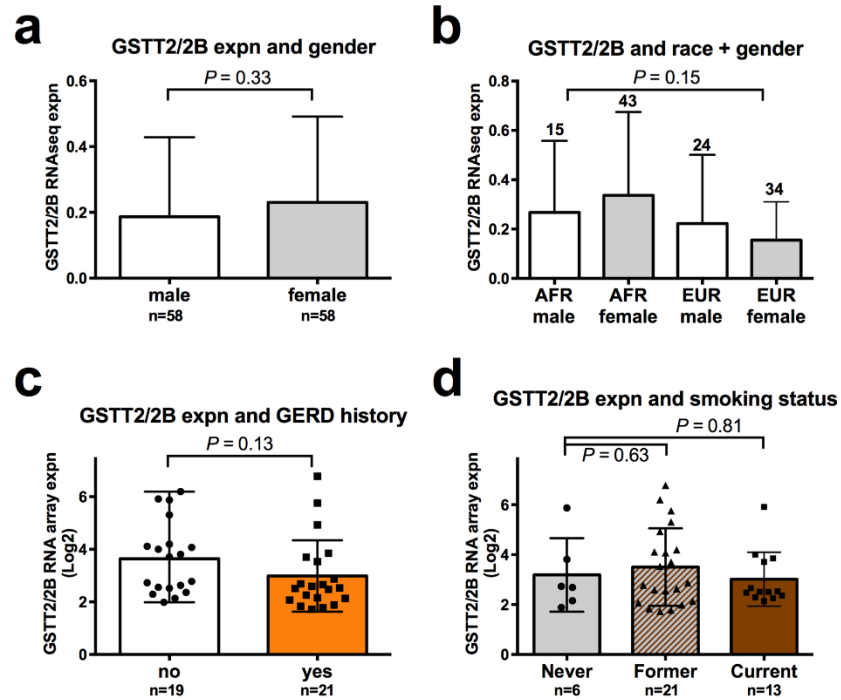 a
GSTT2/2B expn and gender
P = 0.33
GSTT2/2B RNAseq expn
0.6
0.4
0.2
0.0
male
female
n=58
n=58
b
GSTT2/2B and race + gender
P = 0.15
GSTT2/2B RNAseq expn
0.8
0.6
0.4
0.2
0.0
15
43
24
34
AFR
male
AFR
female
EUR
male
EUR
female
c
GSTT2/2B expn and GERD history
P = 0.13
GSTT2/2B RNA array expn
(Log2)
6
4
2
0
no
yes
n=19
n=21
d
GSTT2/2B expn and smoking status
P = 0.81
P = 0.63
GSTT2/2B RNA array expn
(Log2)
6
4
2
0
Never
Former
Current
n=6
n=21
n=13